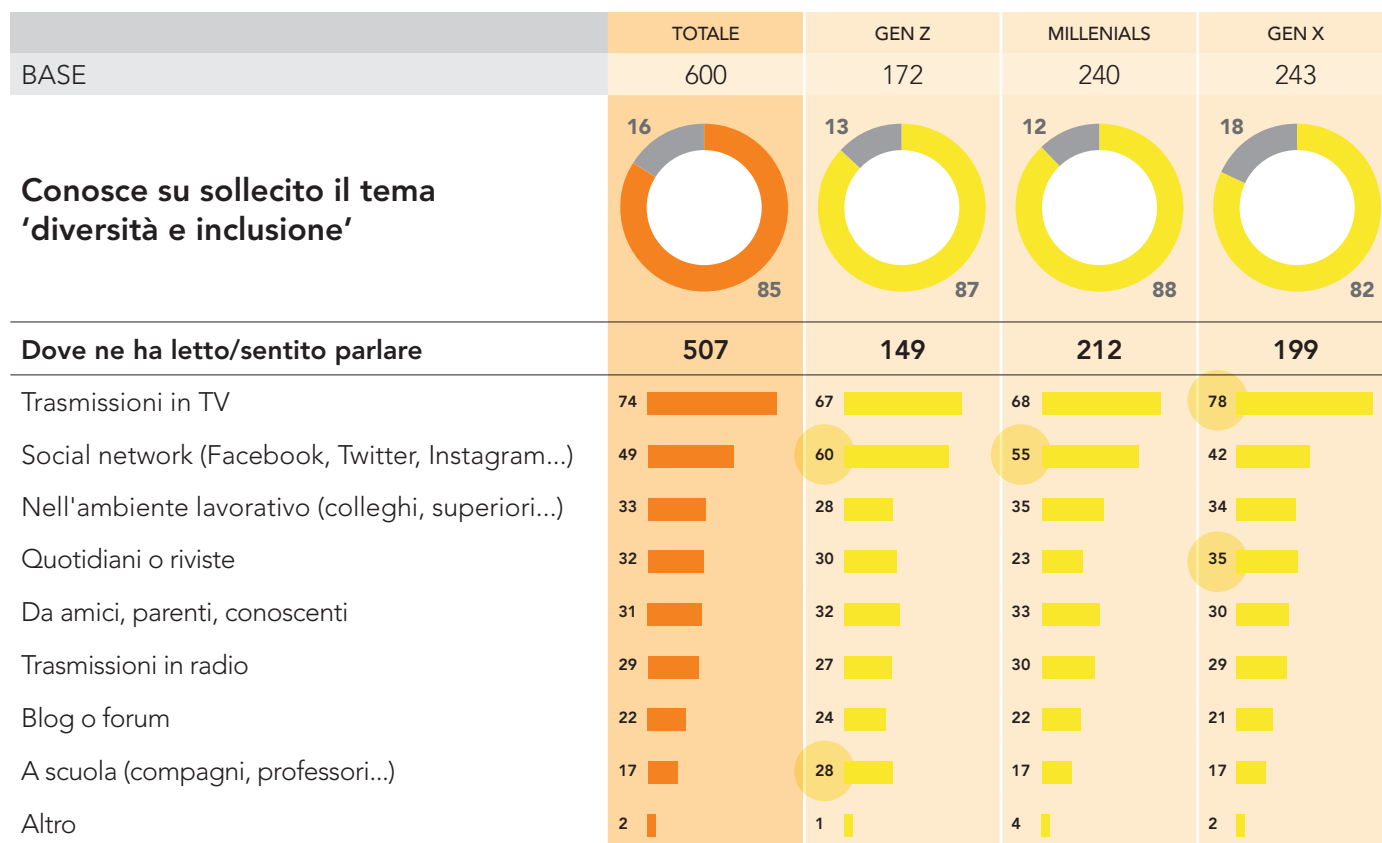 TOTALE GEN Z MILLENIALS GEN X
BASE 600 172 240 243
16 13 12 18
Conosce su sollecito il tema
‘diversità e inclusione’
85 87 88 82
Dove ne ha letto/sentito parlare 507 149 212 199
Trasmissioni in TV 74 67 68 78
Social network (Facebook, Twitter, Instagram...) 49 60 55 42
Nell'ambiente lavorativo (colleghi, superiori...) 33 28 35 34
Quotidiani o riviste 32 30 23 35
Da amici, parenti, conoscenti 31 32 33 30
Trasmissioni in radio 29 27 30 29
Blog o forum 22 24 22 21
A scuola (compagni, professori...) 17 28 17 17
Altro 2 1 4 2